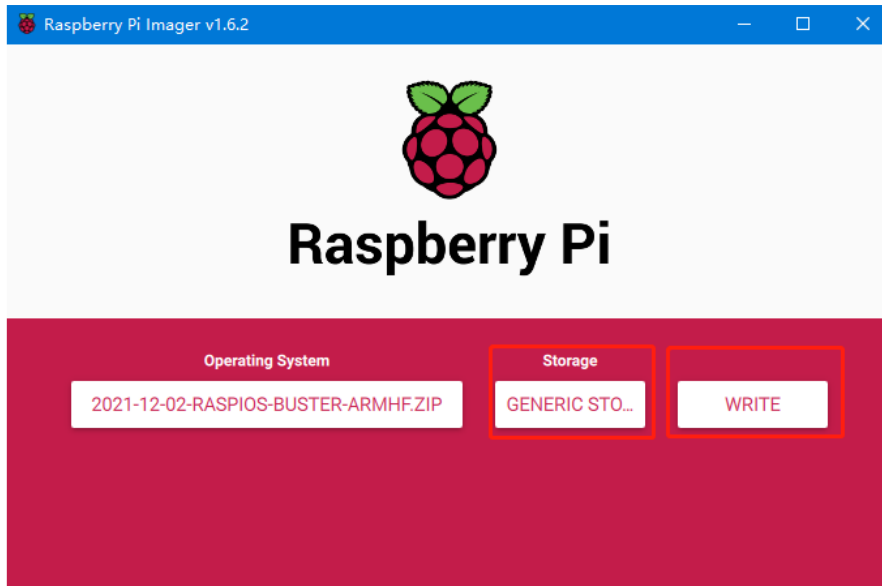 Raspberry Pi Imager v1.6.2
Raspberry Pi
Operating System
Storage
2021-12-02-RASPIOS-BUSTER-ARMHF.ZIP
GENERIC STO...
WRITE